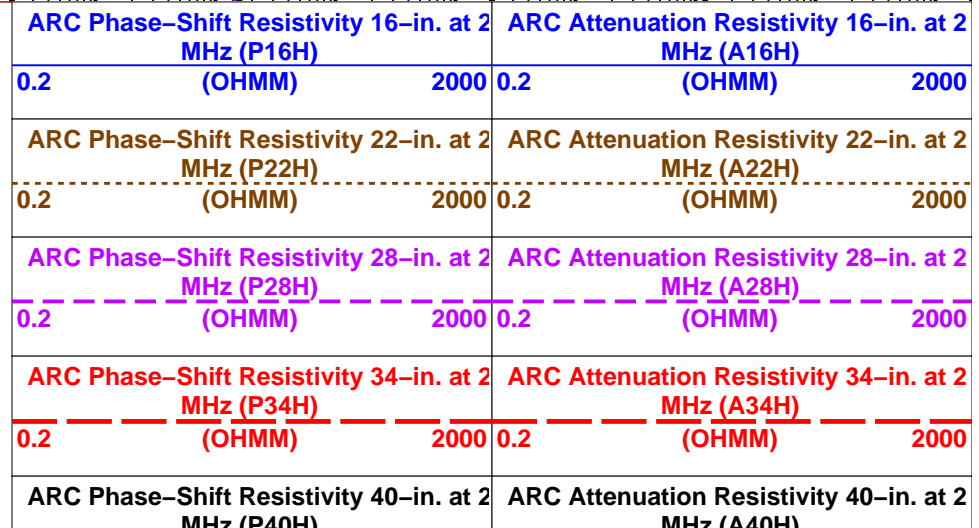 ARC Phase–Shift Resistivity 16–in. at 2
MHz (P16H)
0.2 (OHMM) 2000
ARC Attenuation Resistivity 16–in. at 2
MHz (A16H)
0.2 (OHMM) 2000
ARC Phase–Shift Resistivity 22–in. at 2
MHz (P22H)
0.2 (OHMM) 2000
ARC Attenuation Resistivity 22–in. at 2
MHz (A22H)
0.2 (OHMM) 2000
ARC Phase–Shift Resistivity 28–in. at 2
MHz (P28H)
0.2 (OHMM) 2000
ARC Attenuation Resistivity 28–in. at 2
MHz (A28H)
0.2 (OHMM) 2000
ARC Phase–Shift Resistivity 34–in. at 2
MHz (P34H)
0.2 (OHMM) 2000
ARC Attenuation Resistivity 34–in. at 2
MHz (A34H)
0.2 (OHMM) 2000
ARC Phase–Shift Resistivity 40–in. at 2
MHz (P40H)
ARC Attenuation Resistivity 40–in. at 2
MHz (A40H)